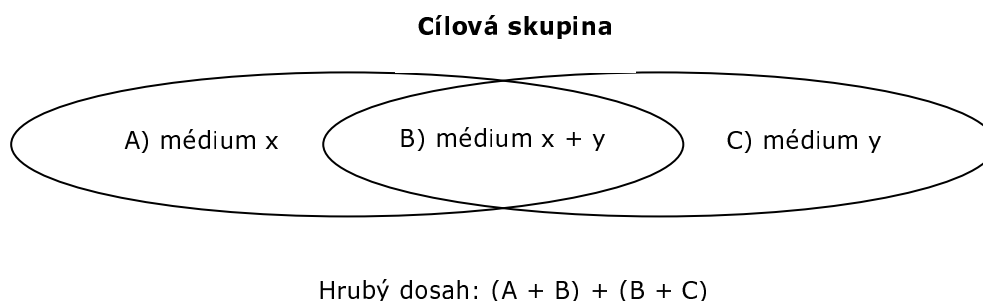 Cílová skupina
A) médium x
B) médium x + y
C) médium y
Hrubý dosah: (A + B) + (B + C)